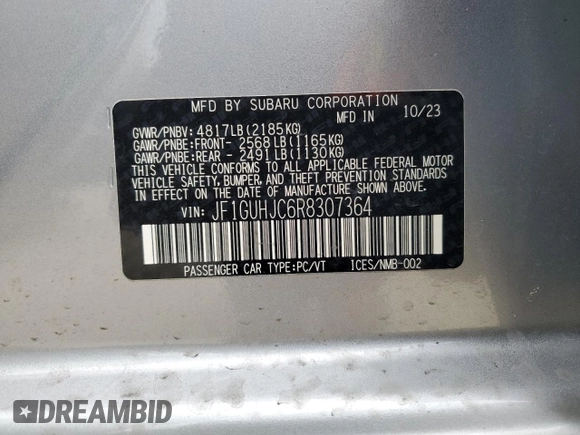 MFD BY SUBARU CORPORATION
MFD IN 10/23
GVWR/PNBV: 4817LB(2185KG)
GAWR/PNBE:FRONT- 2568LB(1165KG)
GAWR/PNBE:REAR - 2491LB(1130KG)
THIS VEHICLE CONFORMS TO ALL APPLICABLE FEDERAL MOTOR
VEHICLE SAFETY, BUMPER, AND THEFT PREVENTION STANDARDS
IN EFFECT ON THE DATE OF MANUFACTURE SHOWN ABOVE.
VIN: JF1GUHJC6R8307364
PASSENGER CAR TYPE:PC/VT ICES/NMB-002
DREAMBID